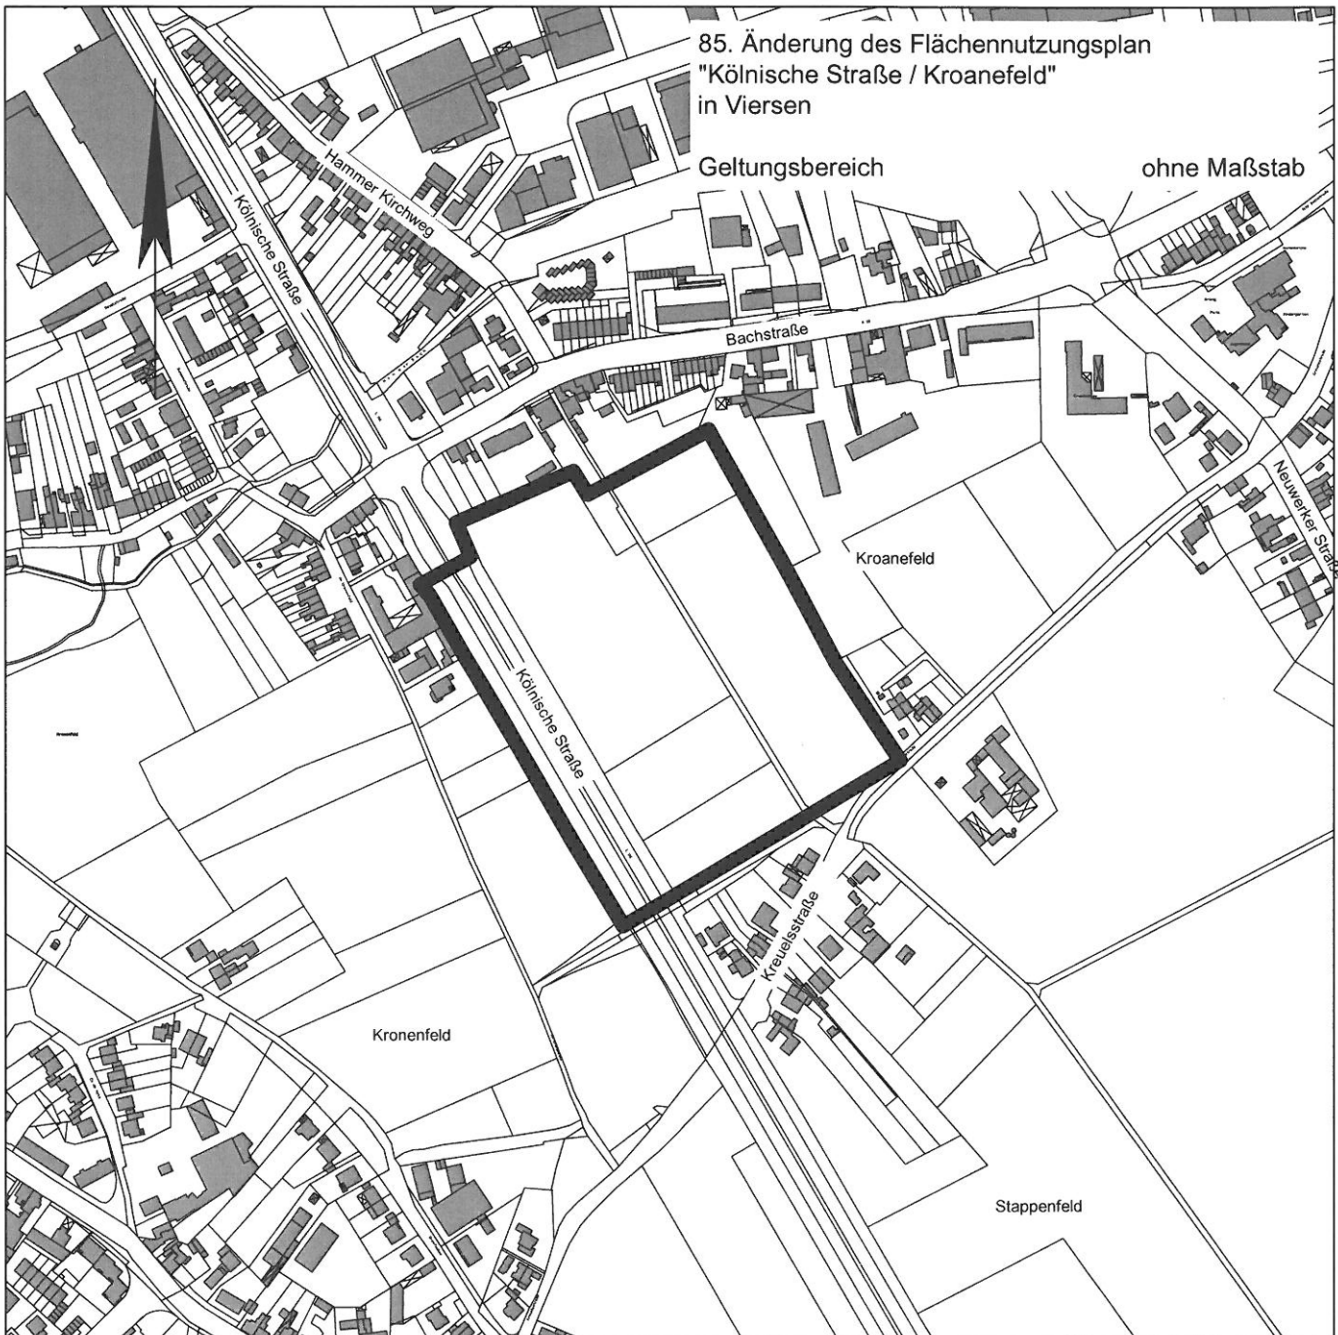 85. Änderung des Flächennutzungsplan
"Kölnische Straße / Kroanefeld"
in Viersen
Geltungsbereich ohne Maßstab
Hammer Kirchweg
Kölnische Straße
Bachstraße
Neuwerker Straße
Kroanefeld
Kölnische Straße
Kreuelsstraße
Kronenfeld
Stappenfeld